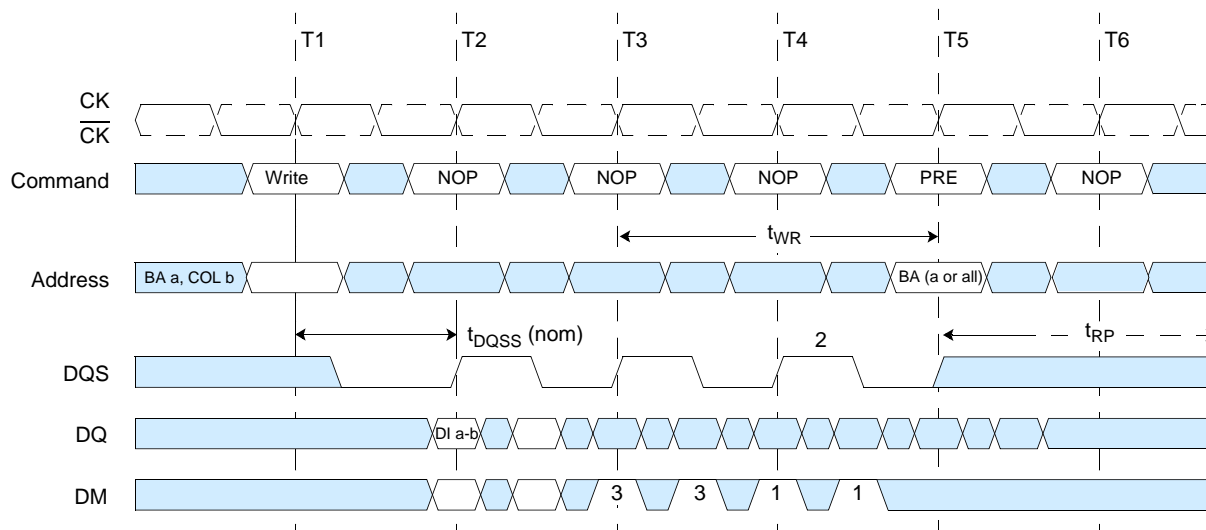 T1 T2 T3 T4 T5 T6
CK
CK
Command Write NOP NOP NOP PRE NOP
tWR
Address BA a, COL b BA (a or all)
tDQSS (nom) 2 tRP
DQS
DQ DI a-b
DM 3 3 1 1